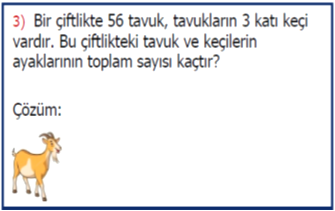 3) Bir çiftlikte 56 tavuk, tavukların 3 katı keçi
vardır. Bu çiftlikteki tavuk ve keçilerin
ayaklarının toplam sayısı kaçtır?
Çözüm: